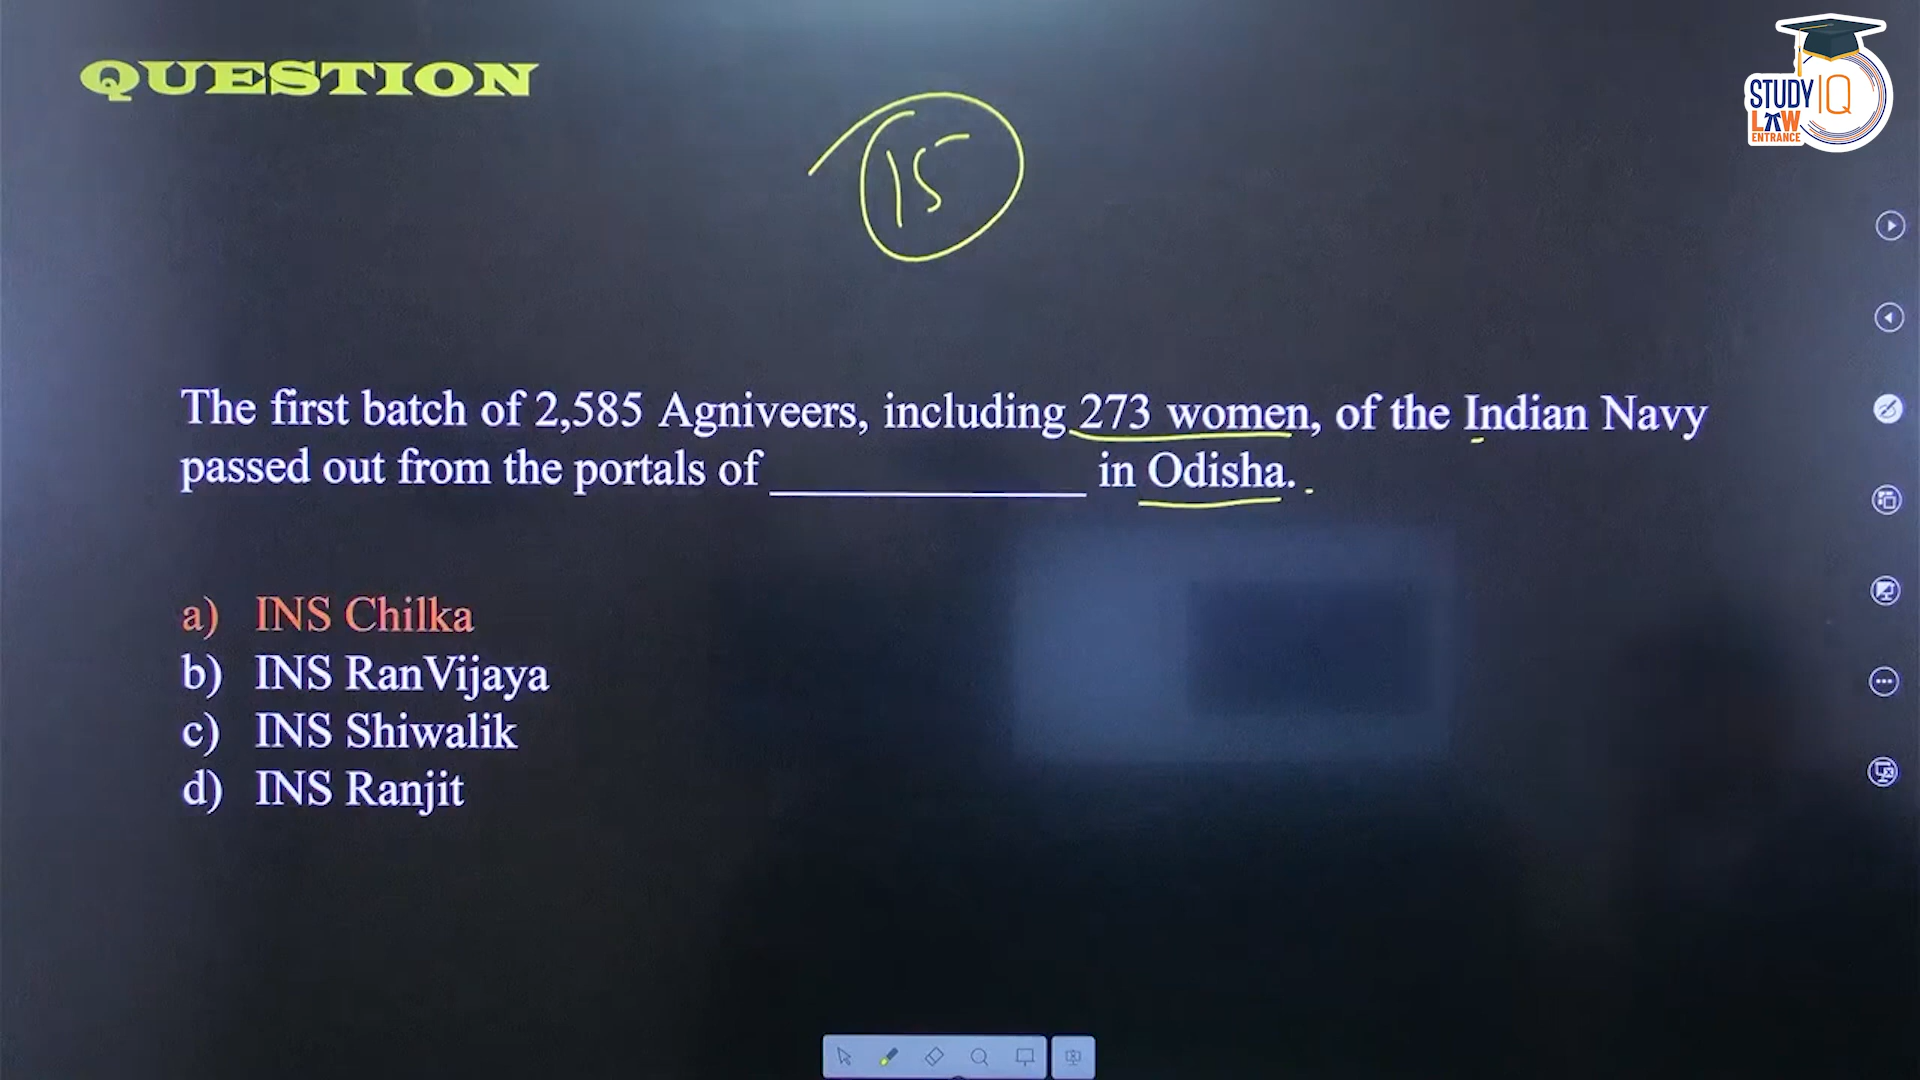 QUESTION
STUDY IQ
LAW
ENTRANCE
15
The first batch of 2,585 Agniveers, including 273 women, of the Indian Navy
passed out from the portals of ______________ in Odisha.
a) INS Chilka
b) INS RanVijaya
c) INS Shiwalik
d) INS Ranjit